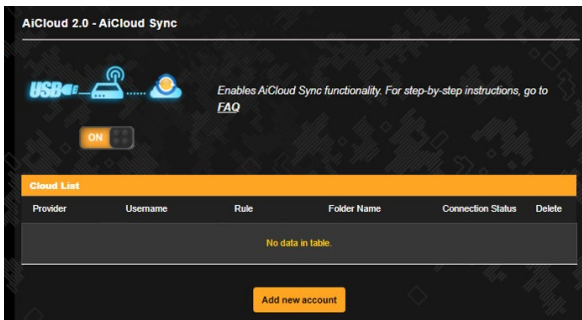 AiCloud 2.0 - AiCloud Sync
USB
Enables AiCloud Sync functionality. For step-by-step instructions, go to
FAQ
ON
Cloud List
Provider Username Rule Folder Name Connection Status Delete
No data in table.
Add new account